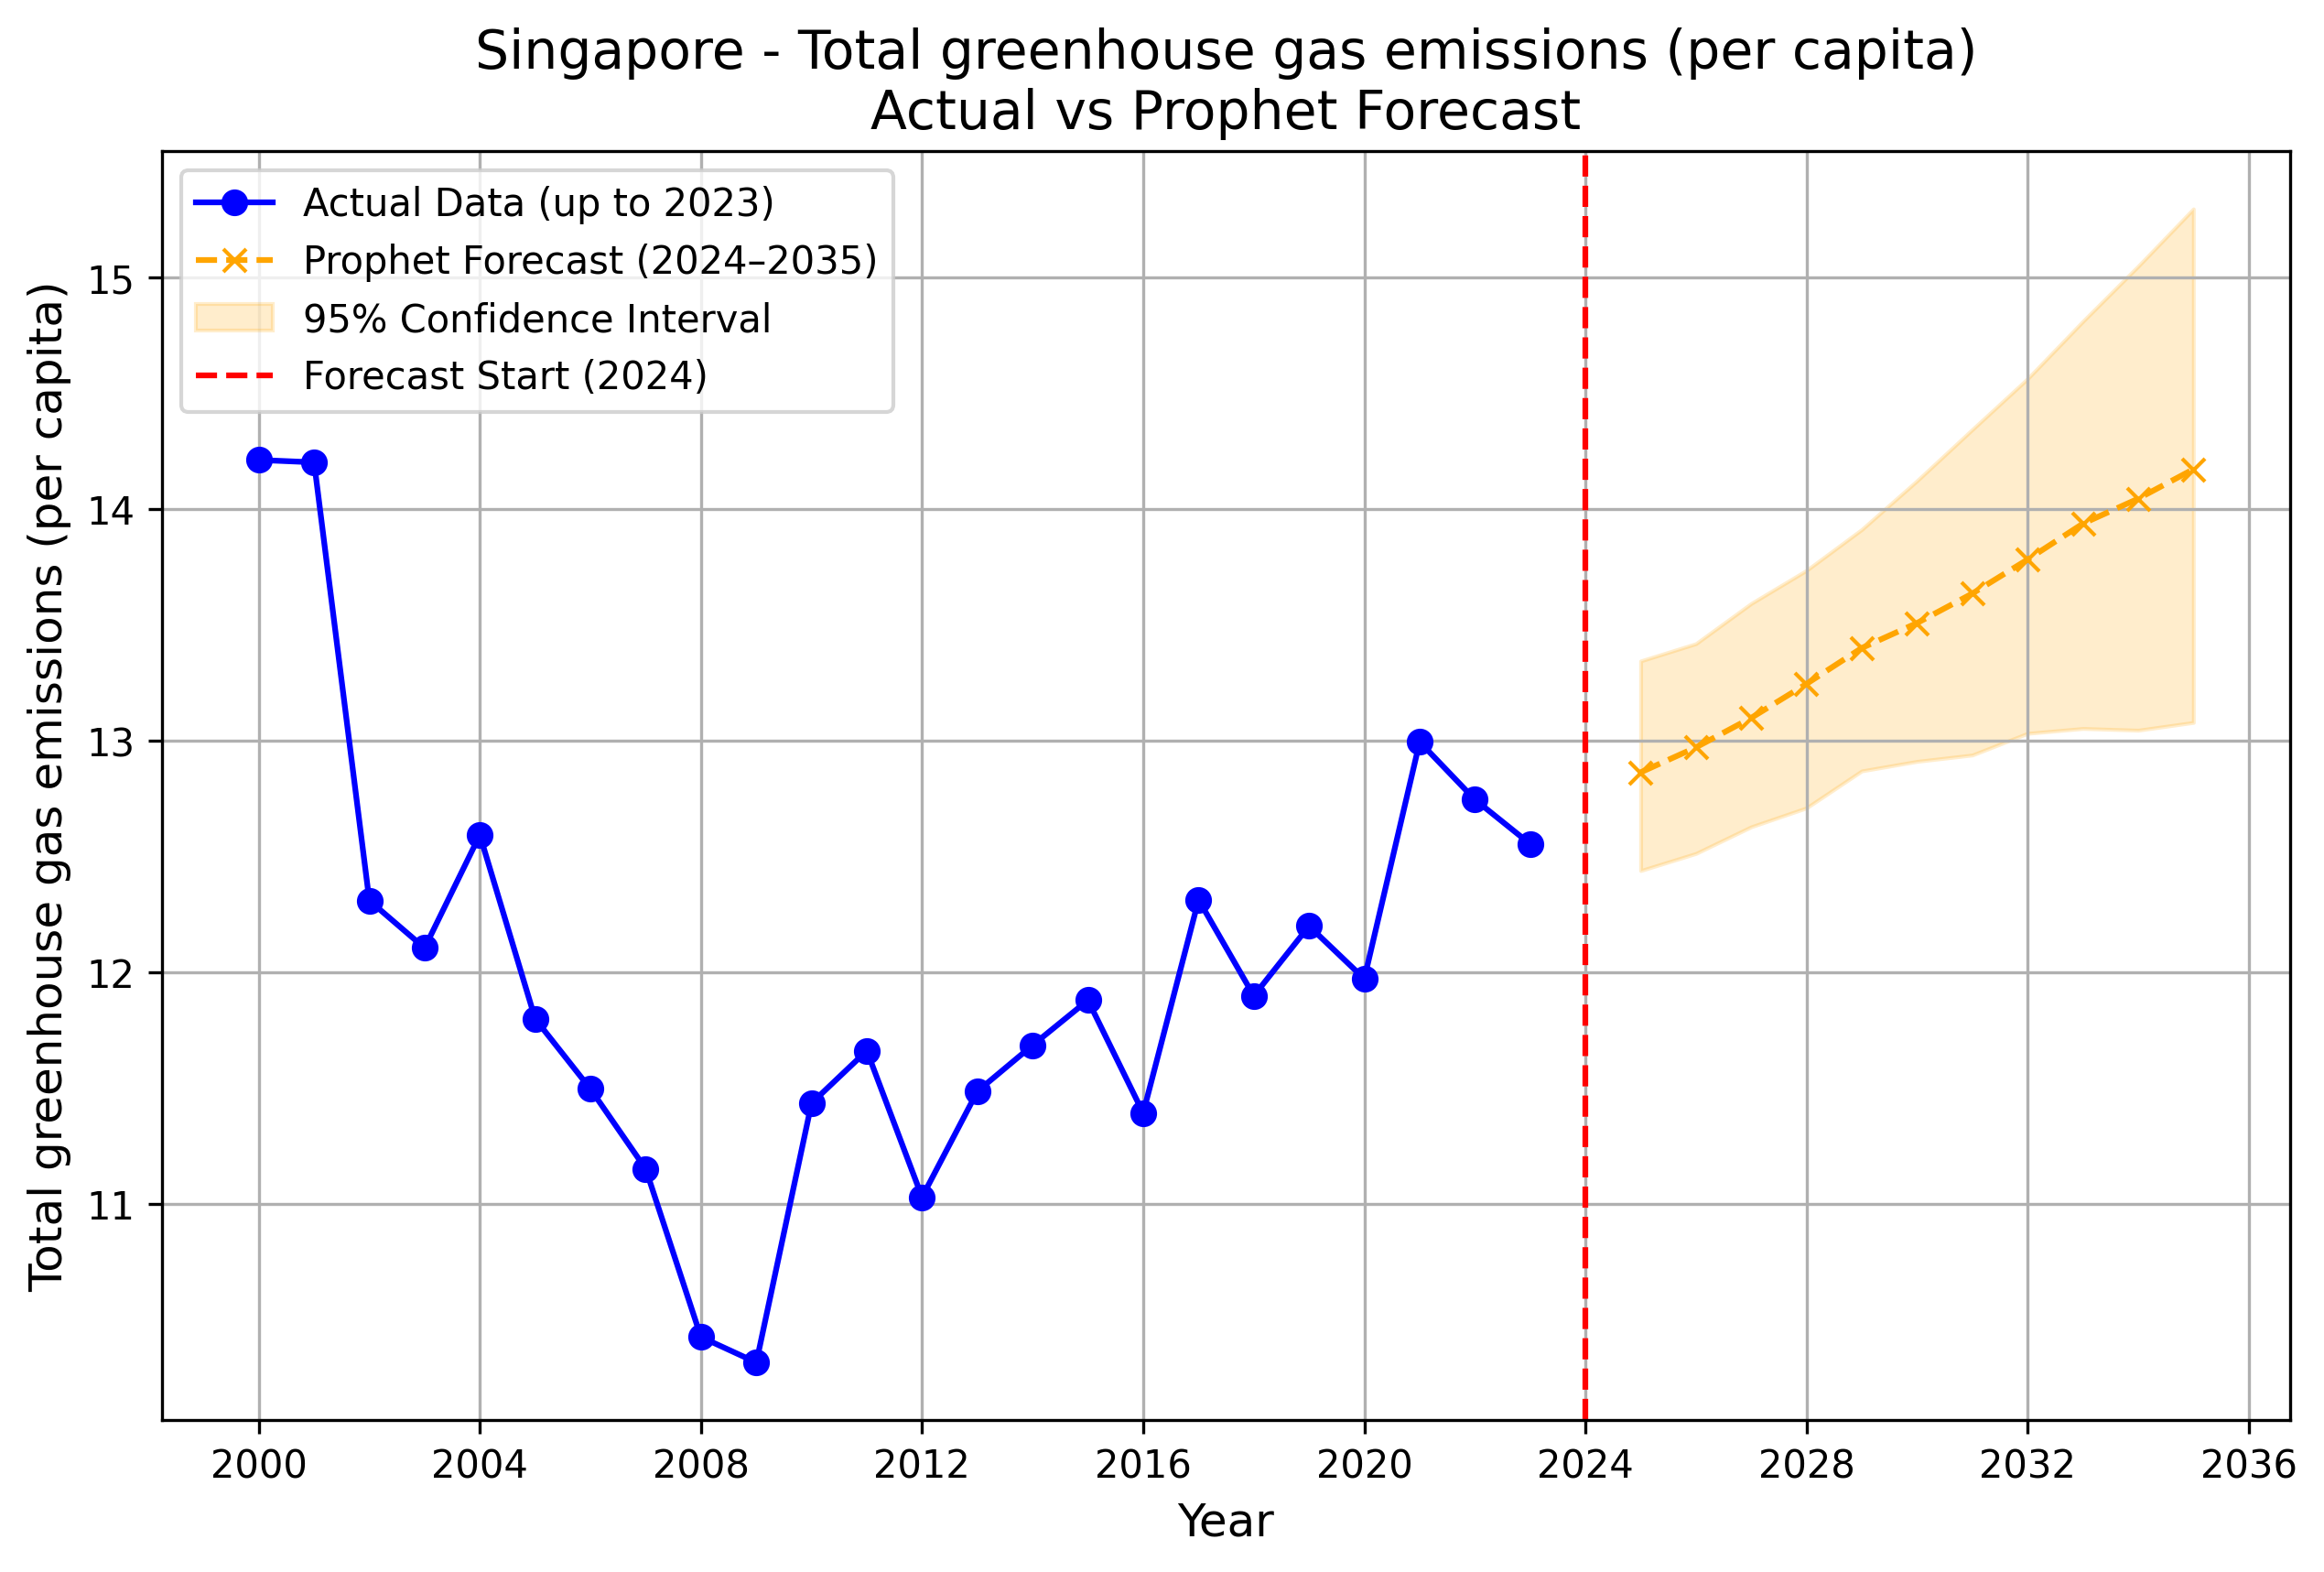 Singapore - Total greenhouse gas emissions (per capita)
Actual vs Prophet Forecast
Actual Data (up to 2023)
Prophet Forecast (2024–2035)
95% Confidence Interval
Forecast Start (2024)
Total greenhouse gas emissions (per capita)
15
14
13
12
11
2000 2004 2008 2012 2016 2020 2024 2028 2032 2036
Year